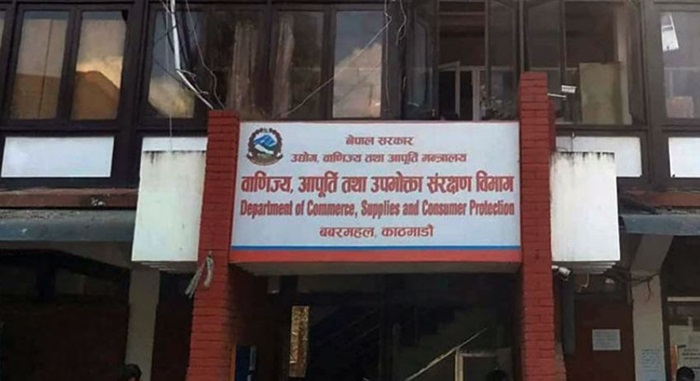 नेपाल सरकार
उद्योग, वाणिज्य तथा आपूर्ति मन्त्रालय
वाणिज्य, आपूर्ति तथा उपभोक्ता संरक्षण विभाग
Department of Commerce, Supplies and Consumer Protection
बबरमहल, काठमाडौं